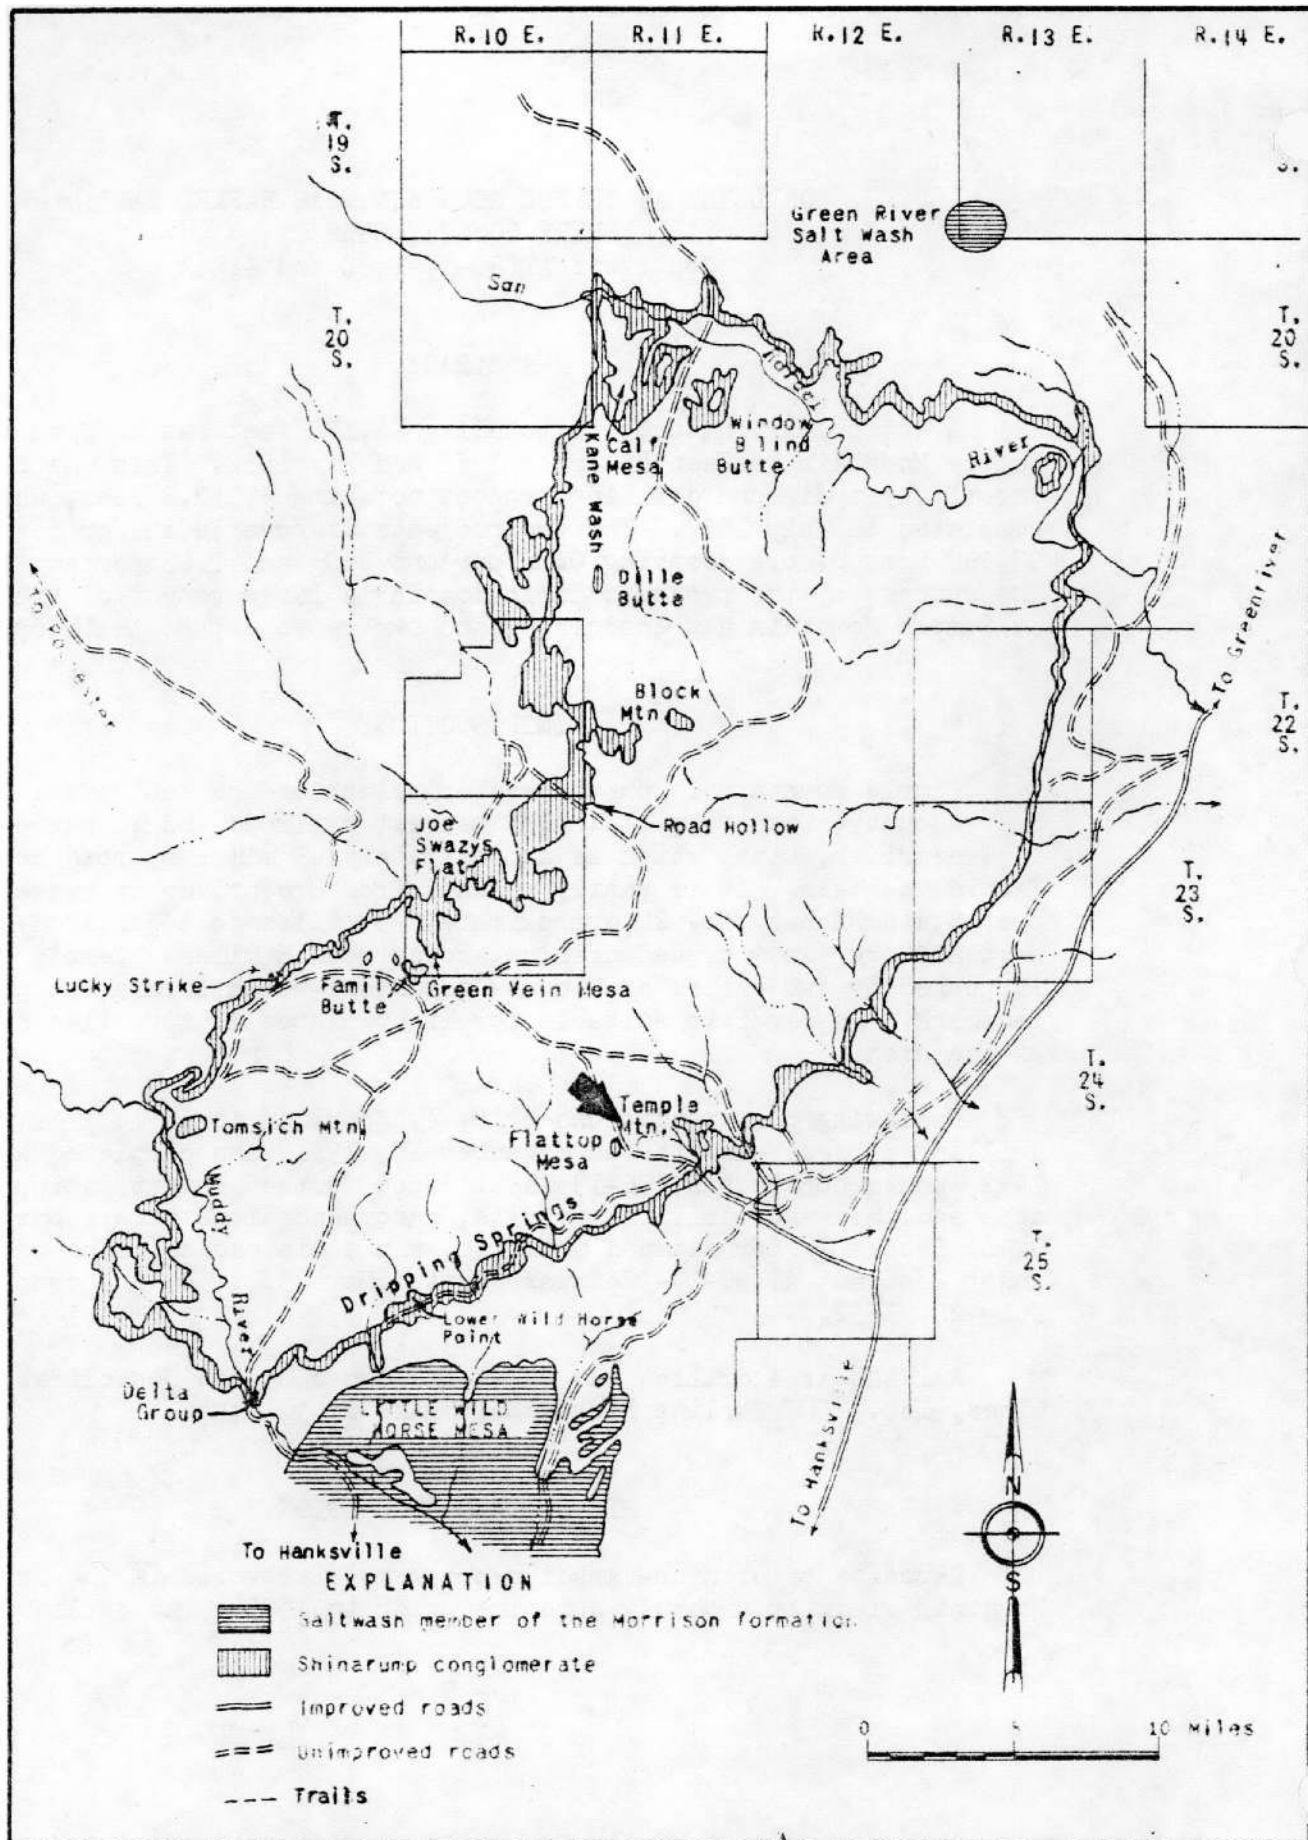 R.10 E. R.11 E. R.12 E. R.13 E. R.14 E.
T.
19
S.
S.
Green River
Salt Wash
Area
San
T.
20
S.
T.
20
S.
Window
Blind
Butte
Calf
Mesa
River
Kane Wash
Dille
Butte
To Greenriver
Block
Mtn.
T.
22
S.
Road Hollow
Joe
Swazys
Flat
T.
23
S.
Lucky Strike
Famil
Butte
Green Vein Mesa
T.
24
S.
Temple
Mtn.
Tomsich Mtn.
Flattop
Mesa
Muddy
River
Dripping Springs
T.
25
S.
Lower Wild Horse
Point
Delta
Group
LITTLE WILD
HORSE MESA
To Hanksville
N
S
To Hanksville
EXPLANATION
Saltwash member of the Morrison formation
Shinarump conglomerate
Improved roads
Unimproved roads
Trails
0 5 10 Miles